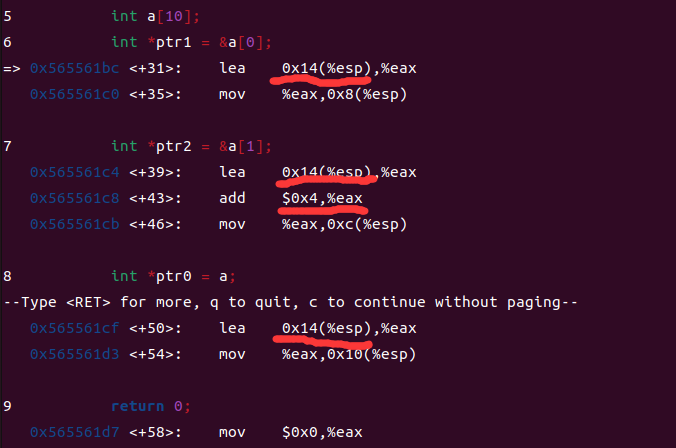 5           int a[10];
6           int *ptr1 = &a[0];
=> 0x565561bc <+31>:    lea    0x14(%esp),%eax
   0x565561c0 <+35>:    mov    %eax,0x8(%esp)
7           int *ptr2 = &a[1];
   0x565561c4 <+39>:    lea    0x14(%esp),%eax
   0x565561c8 <+43>:    add    $0x4,%eax
   0x565561cb <+46>:    mov    %eax,0xc(%esp)
8           int *ptr0 = a;
--Type <RET> for more, q to quit, c to continue without paging--
   0x565561cf <+50>:    lea    0x14(%esp),%eax
   0x565561d3 <+54>:    mov    %eax,0x10(%esp)
9           return 0;
   0x565561d7 <+58>:    mov    $0x0,%eax